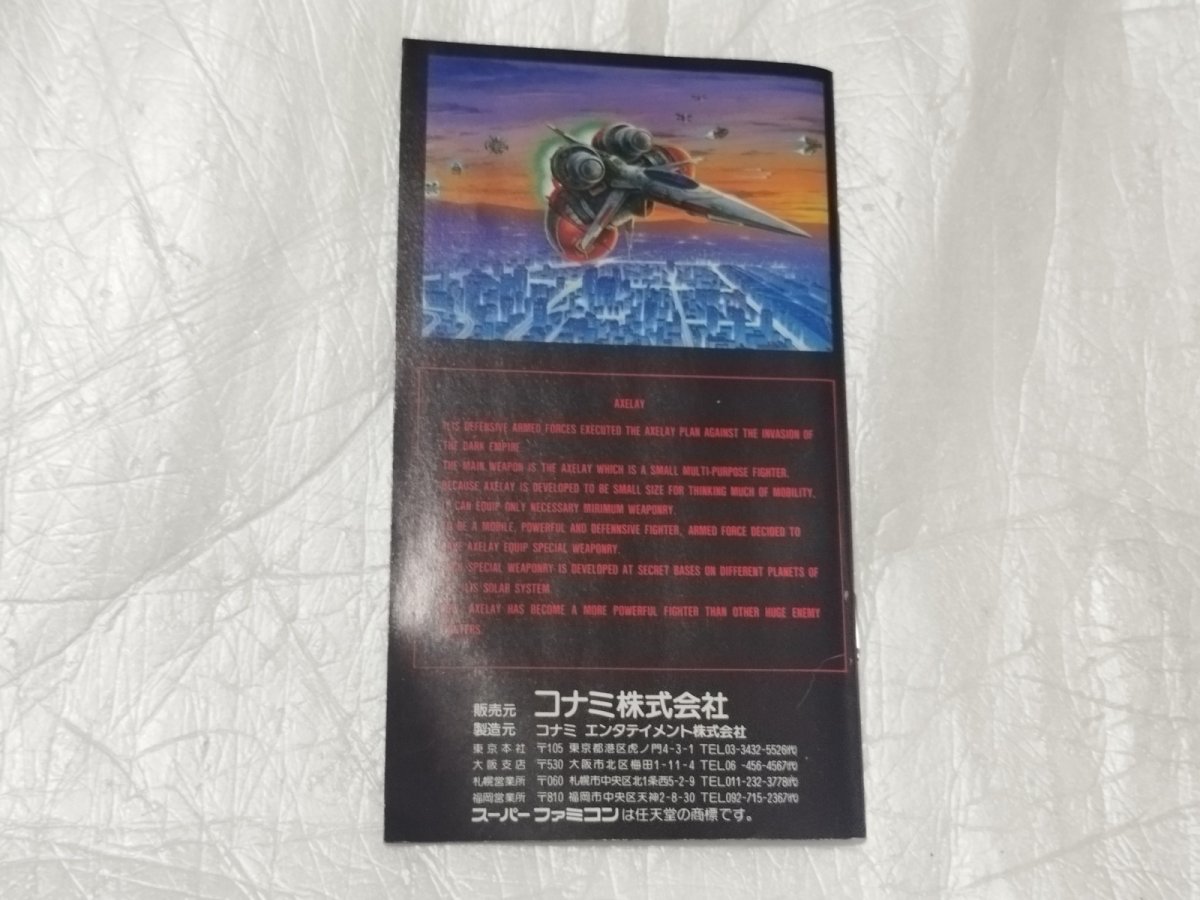 AXELAY
IS DEFENSIVE ARMED FORCES EXECUTED THE AXELAY PLAN AGAINST THE INVASION OF
THE DARK EMPIRE
THE MAIN WEAPON IS THE AXELAY WHICH IS A SMALL MULTI-PURPOSE FIGHTER.
BECAUSE AXELAY IS DEVELOPED TO BE SMALL SIZE FOR THINKING MUCH OF MOBILITY,
CAN EQUIP ONLY NECESSARY MIRIMUM WEAPONRY.
BE A MOBILE, POWERFUL AND DEFENNSIVE FIGHTER, ARMED FORCE DECIDED TO
AXELAY EQUIP SPECIAL WEAPONRY.
SPECIAL WEAPONRY IS DEVELOPED AT SECRET BASES ON DIFFERENT PLANETS OF
SOLAR SYSTEM.
AXELAY HAS BECOME A MORE POWERFUL FIGHTER THAN OTHER HUGE ENEMY
販売元 コナミ株式会社
製造元 コナミ エンタテイメント株式会社
東京本社 〒105 東京都港区虎ノ門4-3-1 TEL03-3432-5526㈹
大阪支店 〒530 大阪市北区梅田1-11-4 TEL06 -456-4567㈹
札幌営業所 〒060 札幌市中央区北1条西5-2-9 TEL011-232-3778㈹
福岡営業所 〒810 福岡市中央区天神2-8-30 TEL092-715-2367㈹
スーパーファミコンは任天堂の商標です。